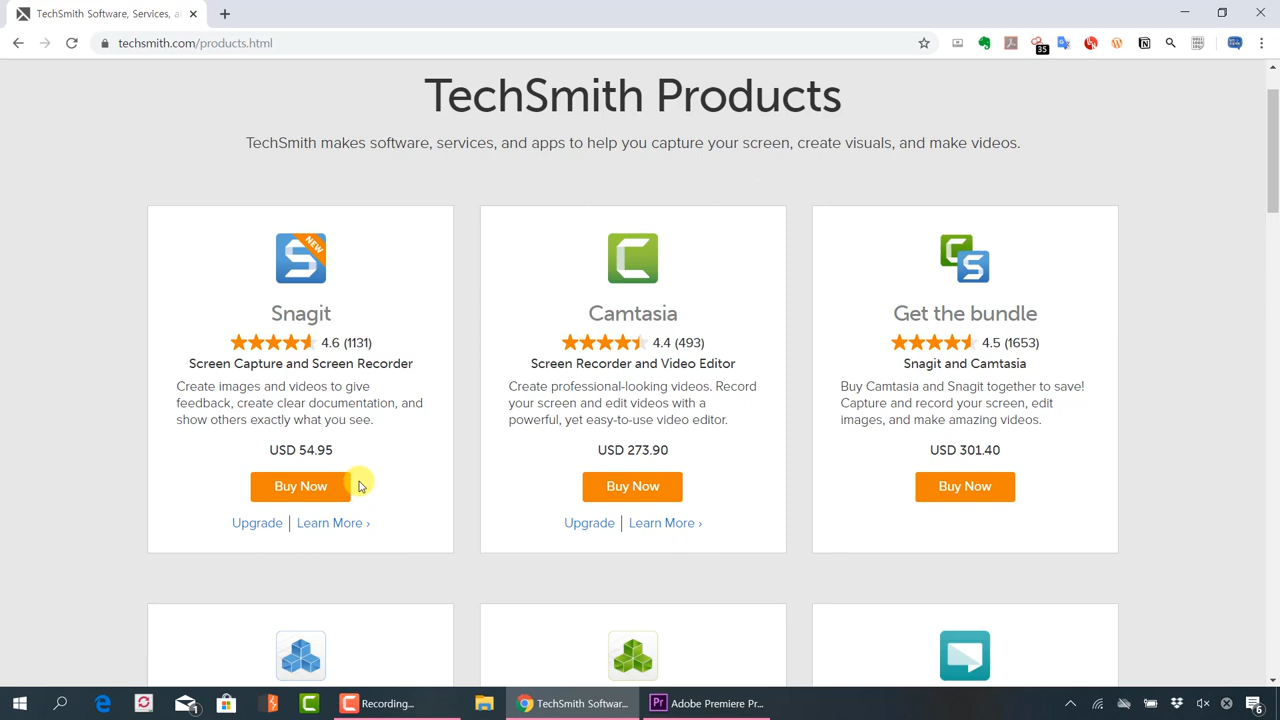 TechSmith Software, Services, a
techsmith.com/products.html
35
TechSmith Products
TechSmith makes software, services, and apps to help you capture your screen, create visuals, and make videos.
NEW
Snagit
4.6 (1131)
Screen Capture and Screen Recorder
Create images and videos to give
feedback, create clear documentation, and
show others exactly what you see.
USD 54.95
Buy Now
Upgrade | Learn More ›
Camtasia
4.4 (493)
Screen Recorder and Video Editor
Create professional-looking videos. Record
your screen and edit videos with a
powerful, yet easy-to-use video editor.
USD 273.90
Buy Now
Upgrade | Learn More ›
Get the bundle
4.5 (1653)
Snagit and Camtasia
Buy Camtasia and Snagit together to save!
Capture and record your screen, edit
images, and make amazing videos.
USD 301.40
Buy Now
1
Recording...
TechSmith Softwar...
Pr
Adobe Premiere Pr...
6